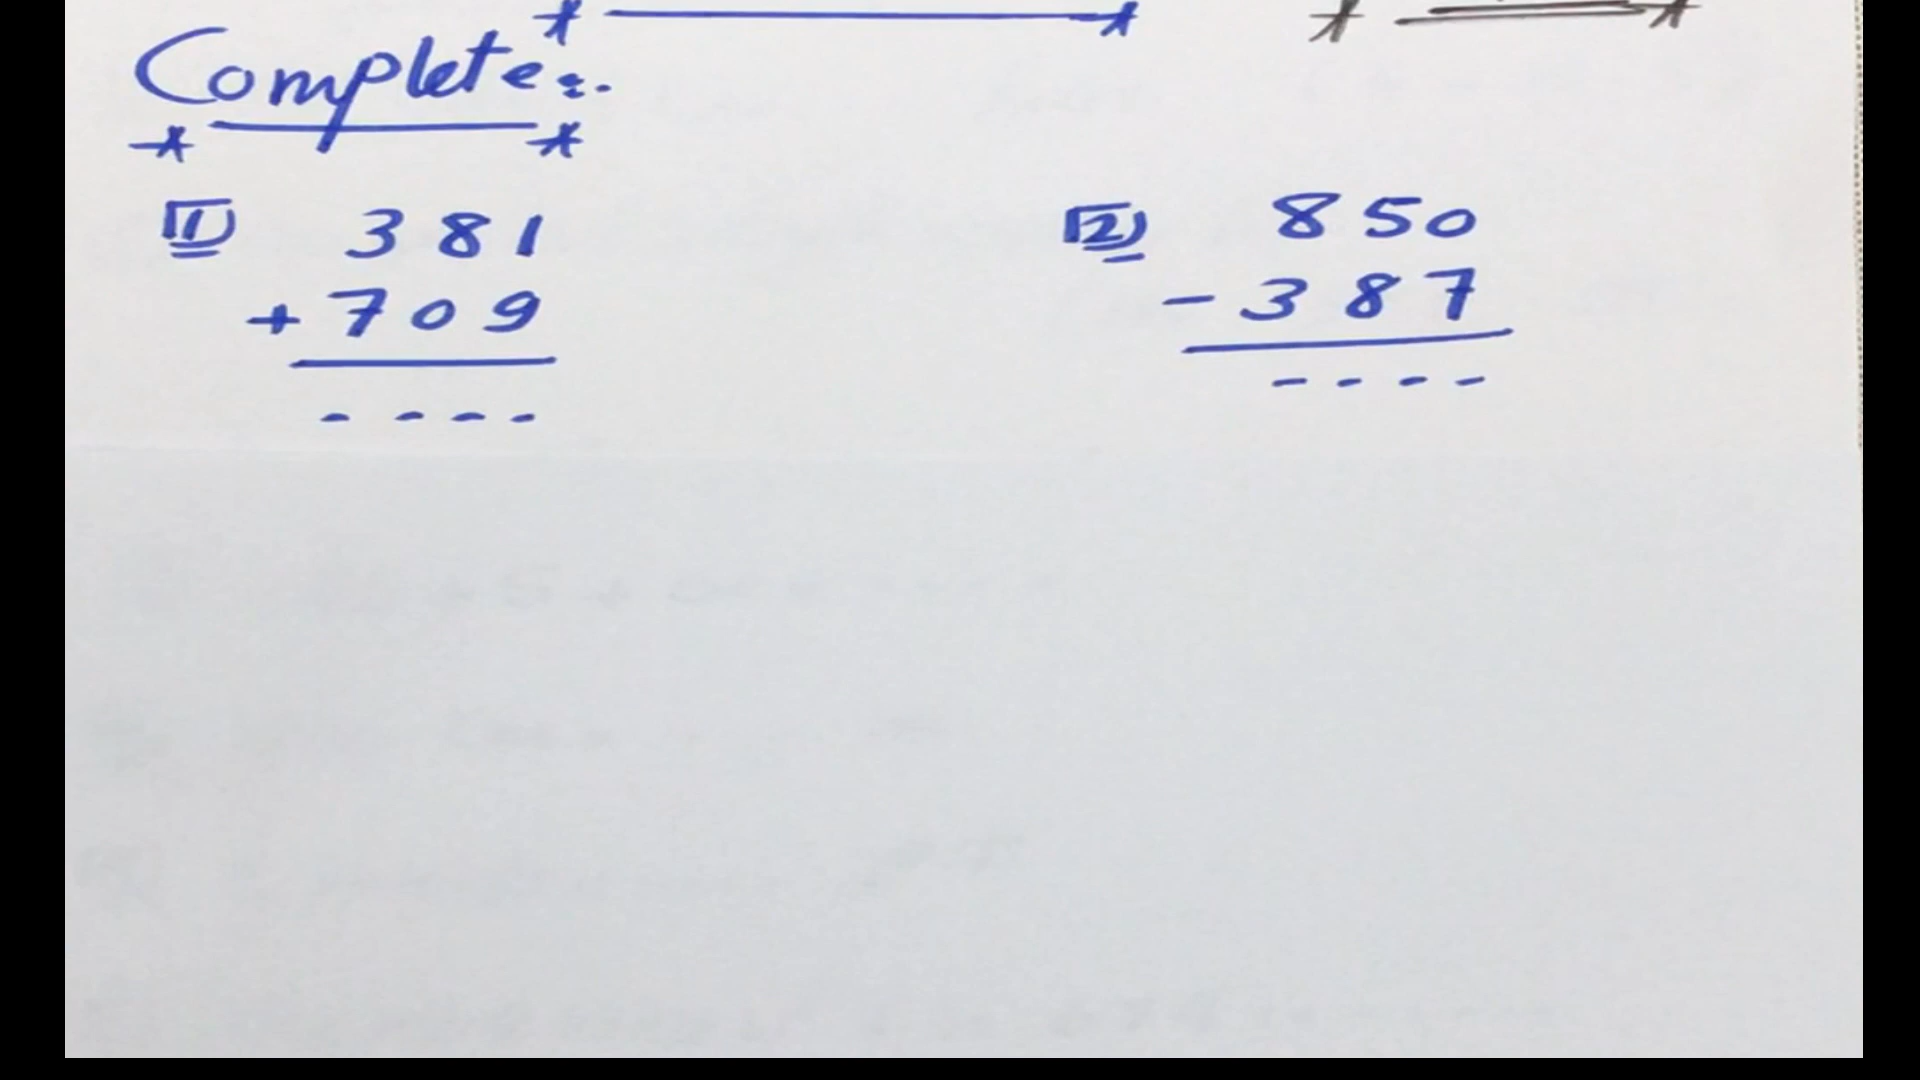 Complete:.
1 381
+ 709
- - - -
2 850
- 387
- - - -